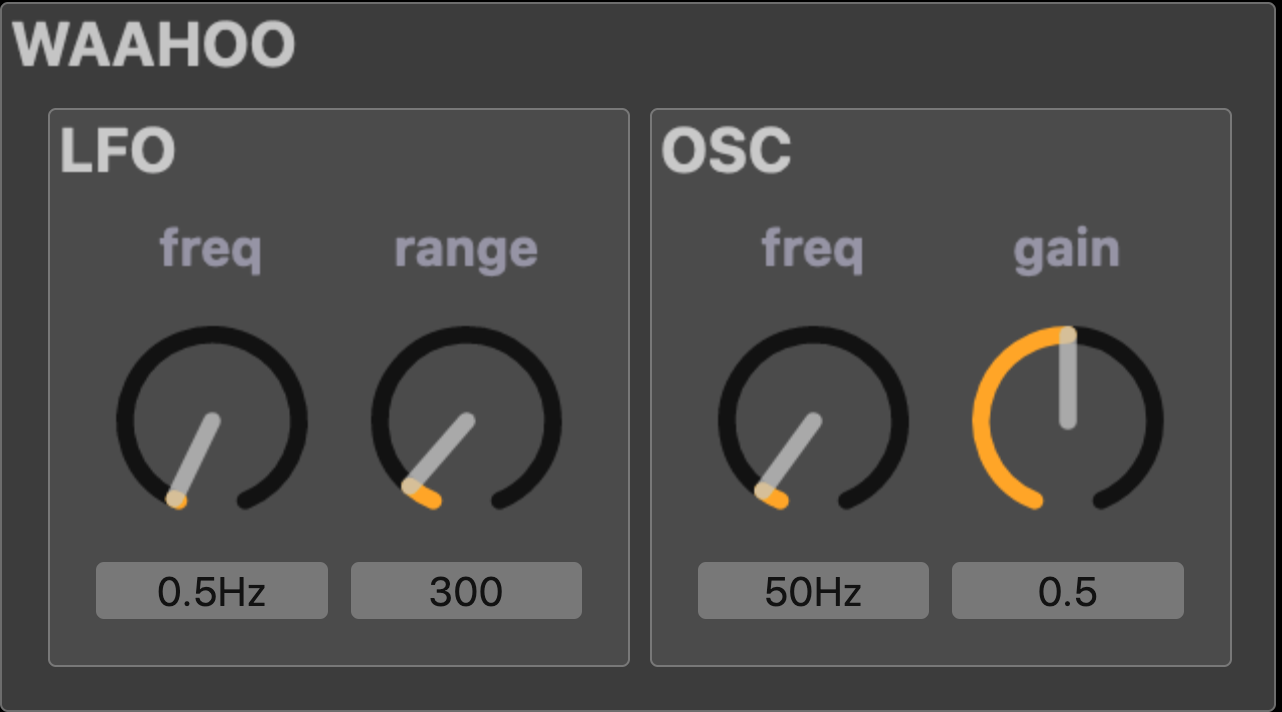 WAAHOO
LFO
freq range
0.5Hz 300
OSC
freq gain
50Hz 0.5